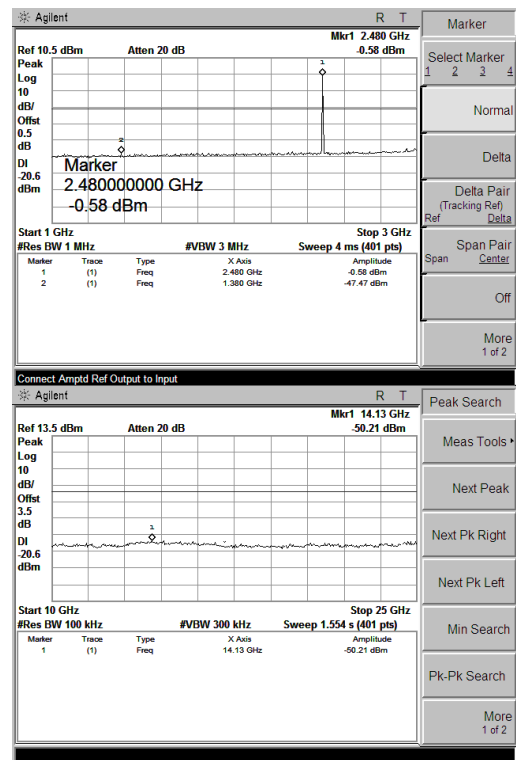 Agilent R T
Mkr1 2.480 GHz
Ref 10.5 dBm Atten 20 dB -0.58 dBm
Peak
Log
10
dB/
Offst
0.5
dB
DI
-20.6
dBm
1
2
Marker
2.480000000 GHz
-0.58 dBm
Start 1 GHz Stop 3 GHz
#Res BW 1 MHz #VBW 3 MHz Sweep 4 ms (401 pts)
Marker Trace Type X Axis Amplitude
1 (1) Freq 2.480 GHz -0.58 dBm
2 (1) Freq 1.380 GHz -47.47 dBm
Marker
Select Marker
1 2 3 4
Normal
Delta
Delta Pair
(Tracking Ref)
Ref Delta
Span Pair
Span Center
Off
More
1 of 2
Connect Amptd Ref Output to Input
Agilent R T
Mkr1 14.13 GHz
Ref 13.5 dBm Atten 20 dB -50.21 dBm
Peak
Log
10
dB/
Offst
3.5
dB
DI
-20.6
dBm
1
Start 10 GHz Stop 25 GHz
#Res BW 100 kHz #VBW 300 kHz Sweep 1.554 s (401 pts)
Marker Trace Type X Axis Amplitude
1 (1) Freq 14.13 GHz -50.21 dBm
Peak Search
Meas Tools
Next Peak
Next Pk Right
Next Pk Left
Min Search
Pk-Pk Search
More
1 of 2